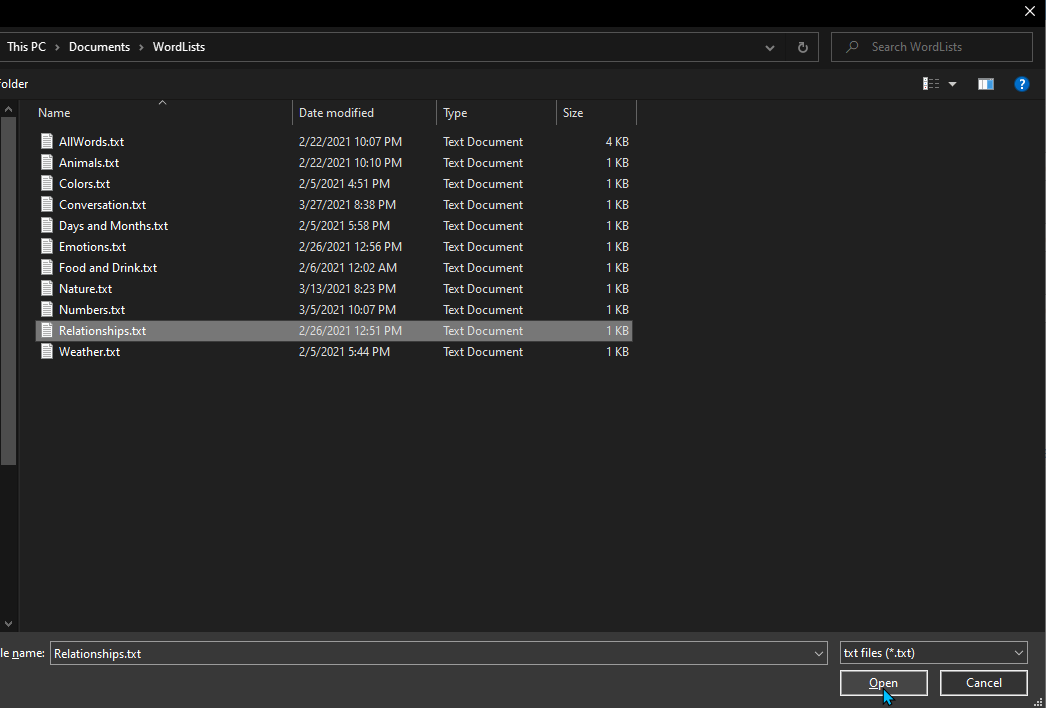 This PC > Documents > WordLists
Search WordLists
older
?
Name Date modified Type Size
AllWords.txt 2/22/2021 10:07 PM Text Document 4 KB
Animals.txt 2/22/2021 10:10 PM Text Document 1 KB
Colors.txt 2/5/2021 4:51 PM Text Document 1 KB
Conversation.txt 3/27/2021 8:38 PM Text Document 1 KB
Days and Months.txt 2/5/2021 5:58 PM Text Document 1 KB
Emotions.txt 2/26/2021 12:56 PM Text Document 1 KB
Food and Drink.txt 2/6/2021 12:02 AM Text Document 1 KB
Nature.txt 3/13/2021 8:23 PM Text Document 1 KB
Numbers.txt 3/5/2021 10:07 PM Text Document 1 KB
Relationships.txt 2/26/2021 12:51 PM Text Document 1 KB
Weather.txt 2/5/2021 5:44 PM Text Document 1 KB
le name: Relationships.txt txt files (*.txt)
Open Cancel